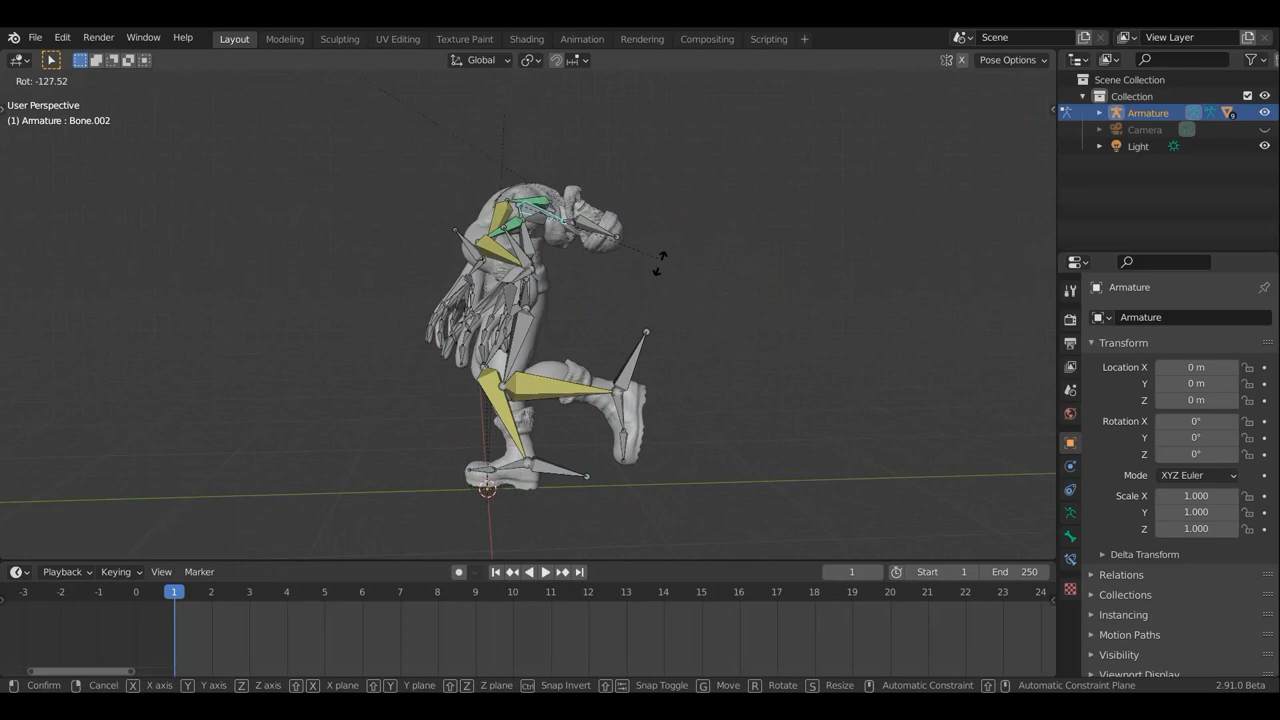 File Edit Render Window Help Layout Modeling Sculpting UV Editing Texture Paint Shading Animation Rendering Compositing Scripting + Scene View Layer
Global X Pose Options
Rot: -127.52
User Perspective
(1) Armature : Bone.002
Scene Collection
Collection
Armature 9
Camera
Light
Armature
Armature
Transform
Location X 0 m
Y 0 m
Z 0 m
Rotation X 0°
Y 0°
Z 0°
Mode XYZ Euler
Scale X 1.000
Y 1.000
Z 1.000
Delta Transform
Relations
Collections
Instancing
Motion Paths
Visibility
Viewport Display
Playback Keying View Marker 1 Start 1 End 250
-3 -2 -1 0 1 2 3 4 5 6 7 8 9 10 11 12 13 14 15 16 17 18 19 20 21 22 23 24
Confirm Cancel X X axis Y Y axis Z Z axis X X plane Y Y plane Z Z plane Ctrl Snap Invert Snap Toggle G Move R Rotate S Resize Automatic Constraint Automatic Constraint Plane 2.91.0 Beta